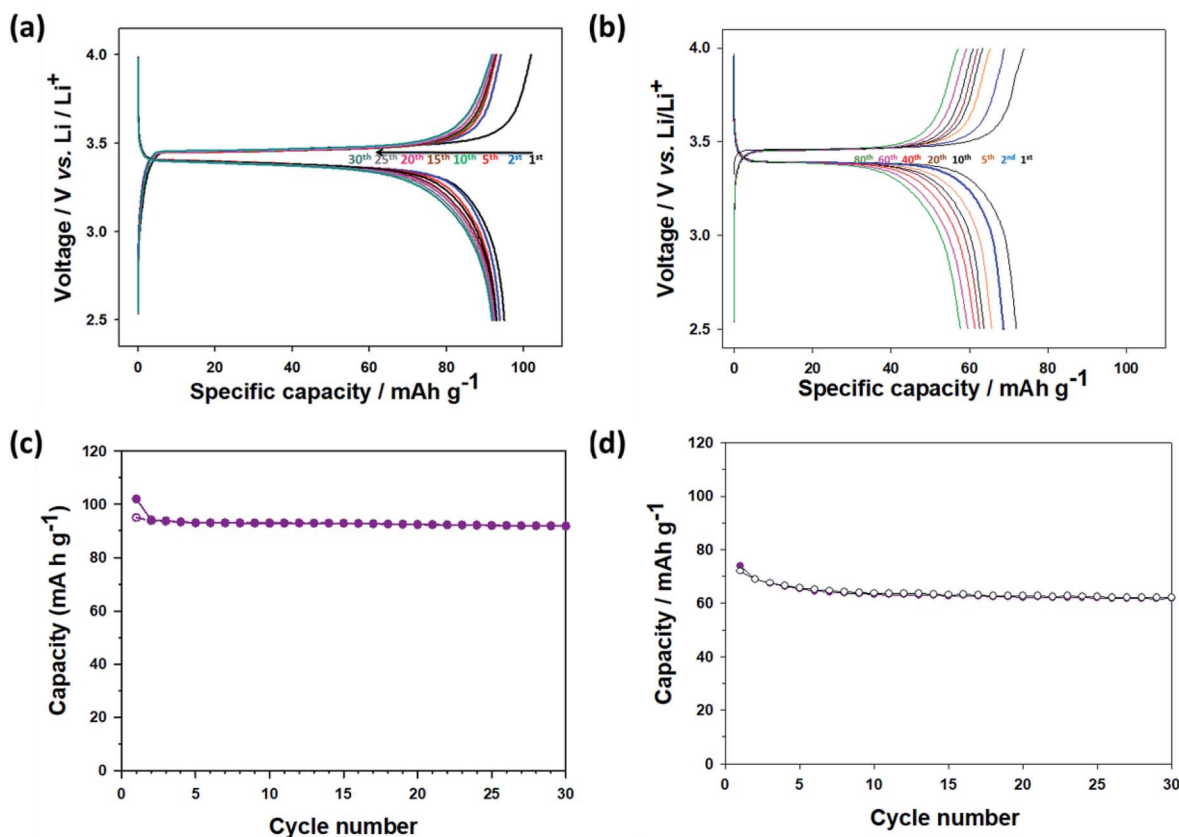 (a)
4.0
3.5
3.0
2.5
Voltage / V vs. Li / Li⁺
30ᵗʰ 25ᵗʰ 20ᵗʰ 15ᵗʰ 10ᵗʰ 5ᵗʰ 2ˢᵗ 1ˢᵗ
0 20 40 60 80 100
Specific capacity / mAh g⁻¹
(b)
4.0
3.5
3.0
2.5
Voltage / V vs. Li/Li⁺
80ᵗʰ 60ᵗʰ 40ᵗʰ 20ᵗʰ 10ᵗʰ 5ᵗʰ 2ⁿᵈ 1ˢᵗ
0 20 40 60 80 100
Specific capacity / mAh g⁻¹
(c)
120
100
80
60
40
20
0
Capacity (mA h g⁻¹)
0 5 10 15 20 25 30
Cycle number
(d)
120
100
80
60
40
20
0
Capacity / mAh g⁻¹
0 5 10 15 20 25 30
Cycle number